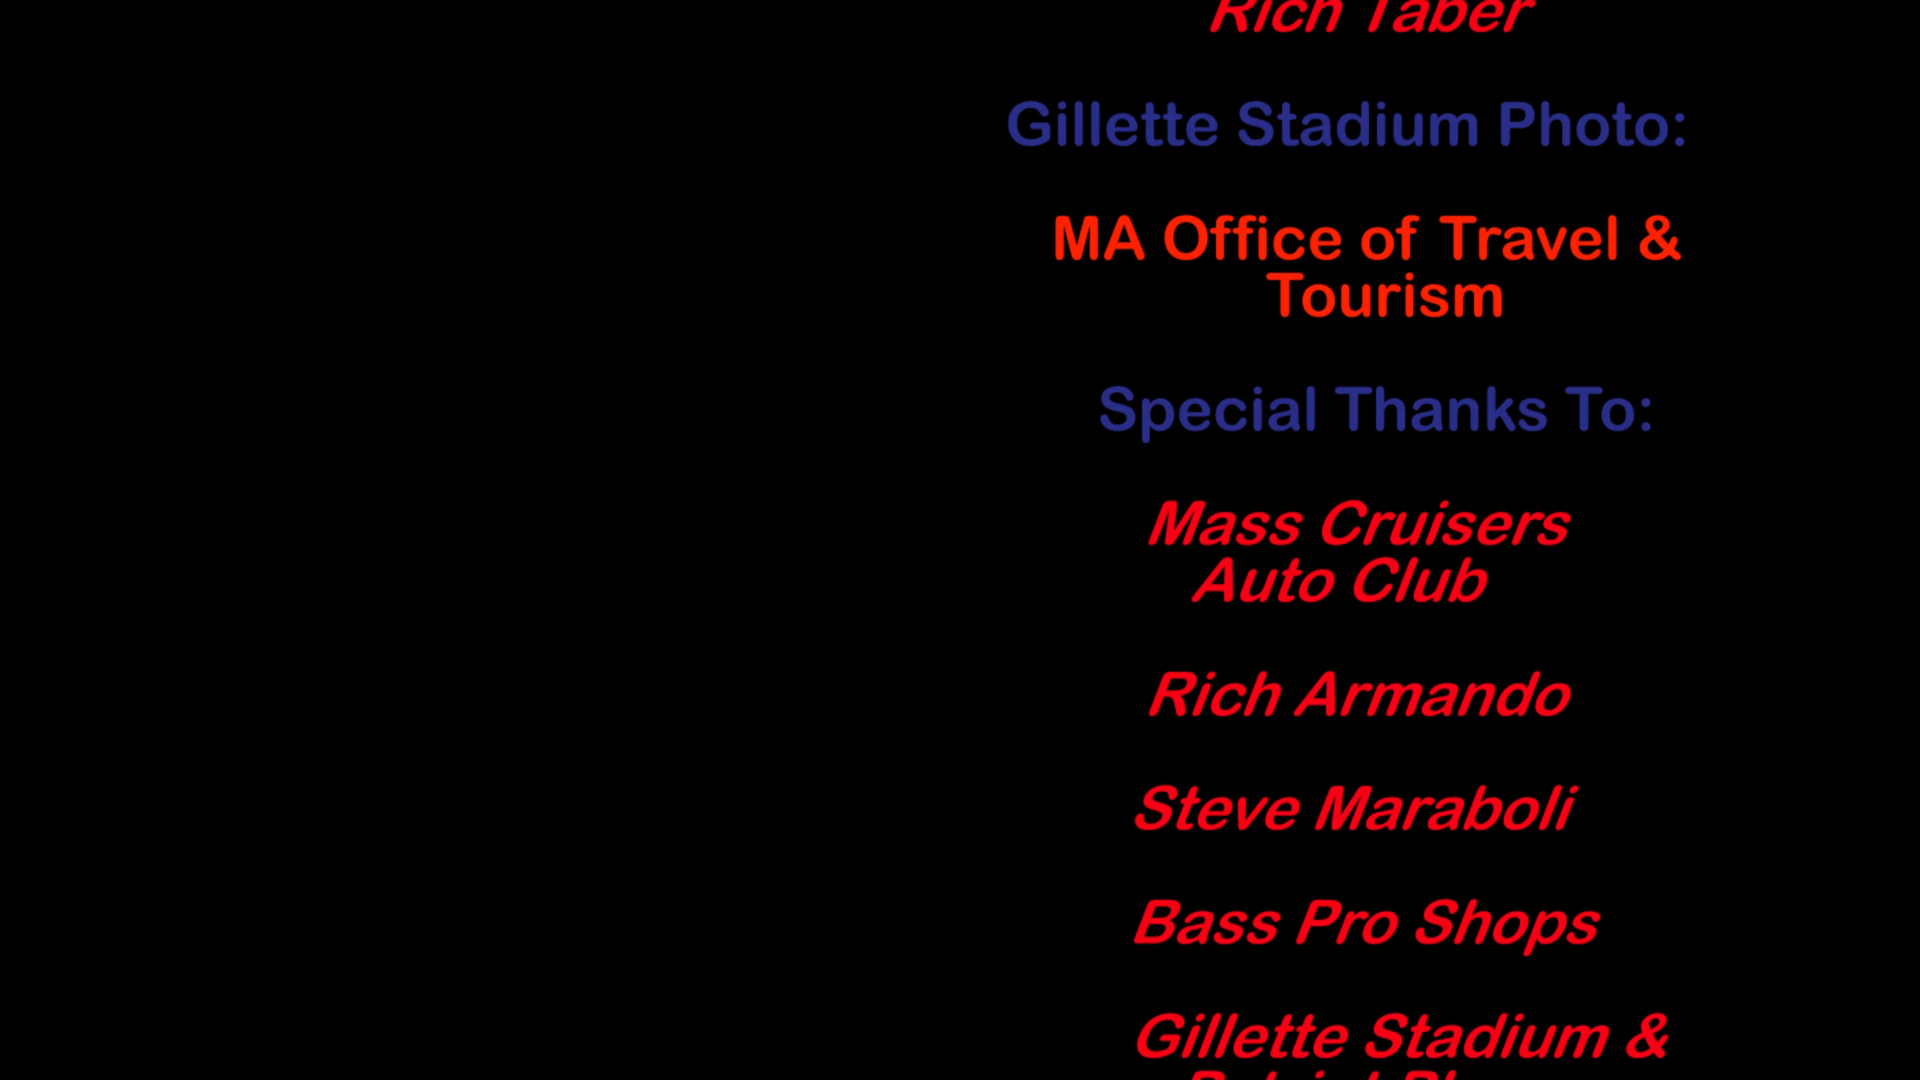 Rich Taber
Gillette Stadium Photo:
MA Office of Travel &
Tourism
Special Thanks To:
Mass Cruisers
Auto Club
Rich Armando
Steve Maraboli
Bass Pro Shops
Gillette Stadium &